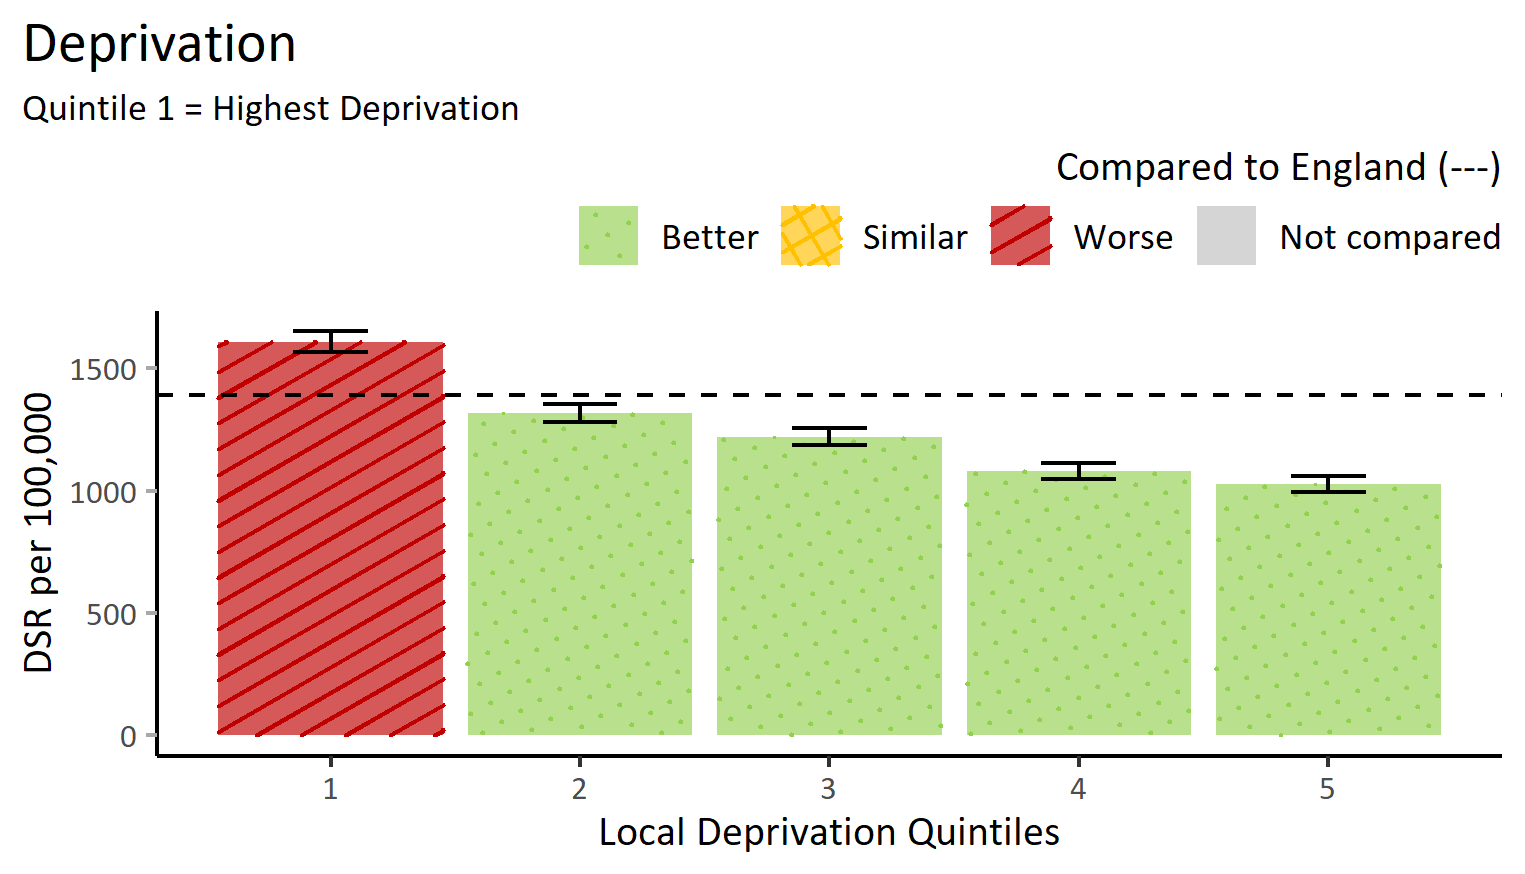 Deprivation
Quintile 1 = Highest Deprivation
Compared to England (---)
Better Similar Worse Not compared
DSR per 100,000
1500
1000
500
0
1 2 3 4 5
Local Deprivation Quintiles